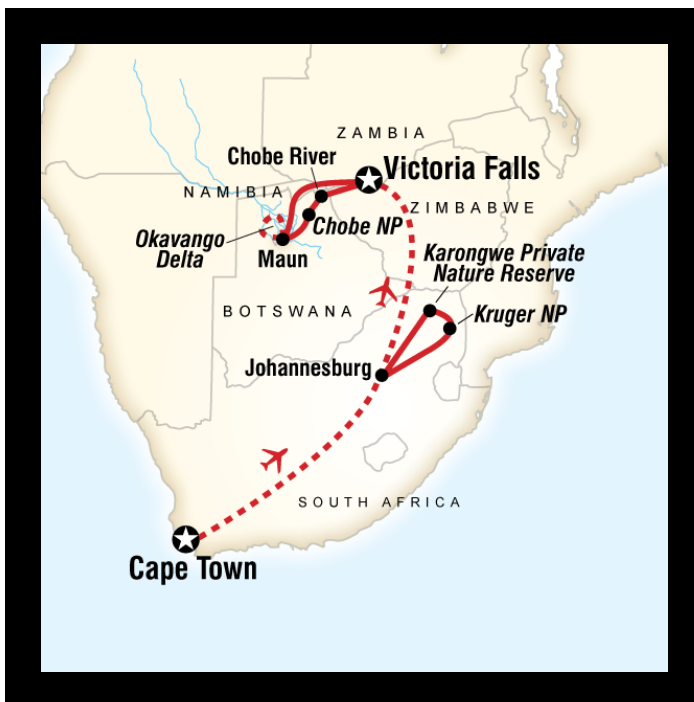 ZAMBIA
Chobe River
Victoria Falls
NAMIBIA
ZIMBABWE
Chobe NP
Okavango
Delta
Maun
Karongwe Private
Nature Reserve
BOTSWANA
Kruger NP
Johannesburg
SOUTH AFRICA
Cape Town